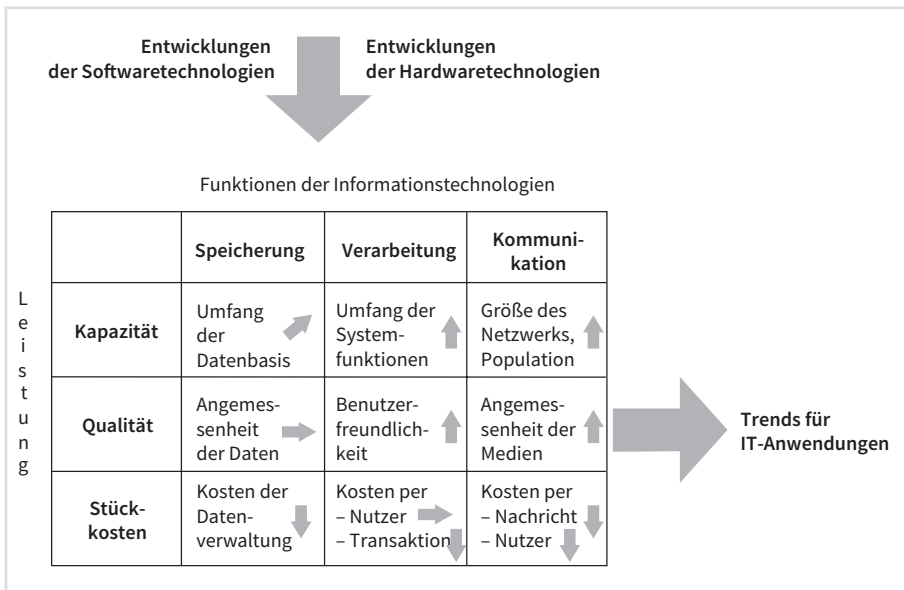 Entwicklungen
der Softwaretechnologien
Entwicklungen
der Hardwaretechnologien
Funktionen der Informationstechnologien
Speicherung
Verarbeitung
Kommuni-
kation
Leistung
Kapazität
Umfang
der
Datenbasis
Umfang der
System-
funktionen
Größe des
Netzwerks,
Population
Qualität
Angemes-
senheit
der Daten
Benutzer-
freundlich-
keit
Angemes-
senheit der
Medien
Stück-
kosten
Kosten der
Daten-
verwaltung
Kosten per
– Nutzer
– Transaktion
Kosten per
– Nachricht
– Nutzer
Trends für
IT-Anwendungen